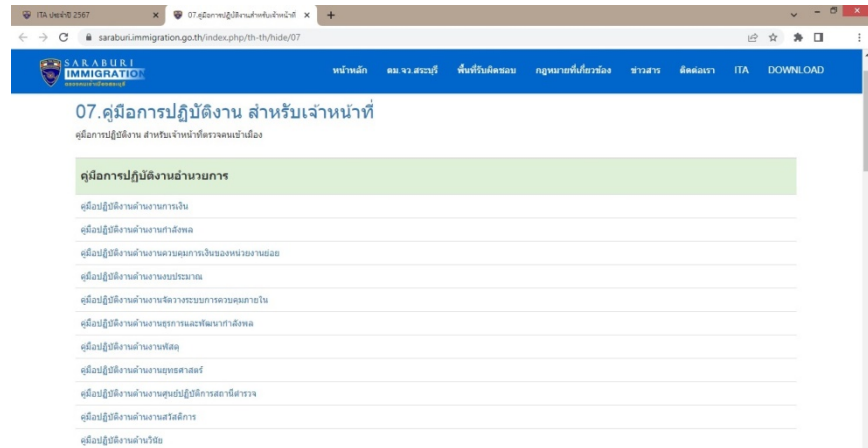 ITA ประจำปี 2567
07.คู่มือการปฏิบัติงานสำหรับเจ้าหน้าที่
saraburi.immigration.go.th/index.php/th-th/hide/07
SARABURI
IMMIGRATION
หน้าหลัก ตม.จว.สระบุรี พื้นที่รับผิดชอบ กฎหมายที่เกี่ยวข้อง ข่าวสาร ติดต่อเรา ITA DOWNLOAD
07.คู่มือการปฏิบัติงาน สำหรับเจ้าหน้าที่
คู่มือการปฏิบัติงาน สำหรับเจ้าหน้าที่ตรวจคนเข้าเมือง
คู่มือการปฏิบัติงานอำนวยการ
คู่มือปฏิบัติงานด้านงานการเงิน
คู่มือปฏิบัติงานด้านงานกำลังพล
คู่มือปฏิบัติงานด้านงานควบคุมการเงินของหน่วยงานย่อย
คู่มือปฏิบัติงานด้านงานงบประมาณ
คู่มือปฏิบัติงานด้านงานจัดวางระบบการควบคุมภายใน
คู่มือปฏิบัติงานด้านงานธุรการและพัฒนากำลังพล
คู่มือปฏิบัติงานด้านงานพัสดุ
คู่มือปฏิบัติงานด้านงานยุทธศาสตร์
คู่มือปฏิบัติงานด้านงานศูนย์ปฏิบัติการสถานีตำรวจ
คู่มือปฏิบัติงานด้านงานสวัสดิการ
คู่มือปฏิบัติงานด้านวินัย